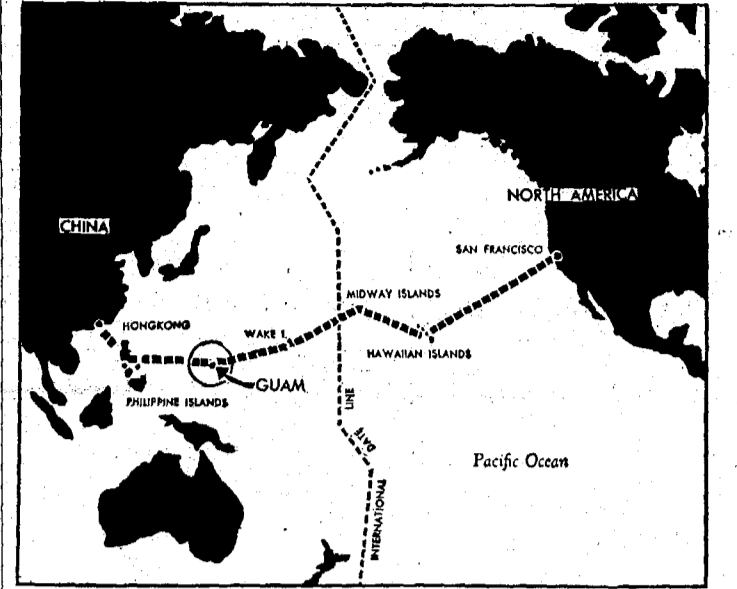 NORTH AMERICA
CHINA
SAN FRANCISCO
MIDWAY ISLANDS
HONGKONG
WAKE I.
HAWAIIAN ISLANDS
GUAM
PHILIPPINE ISLANDS
LINE
DATE
INTERNATIONAL
Pacific Ocean